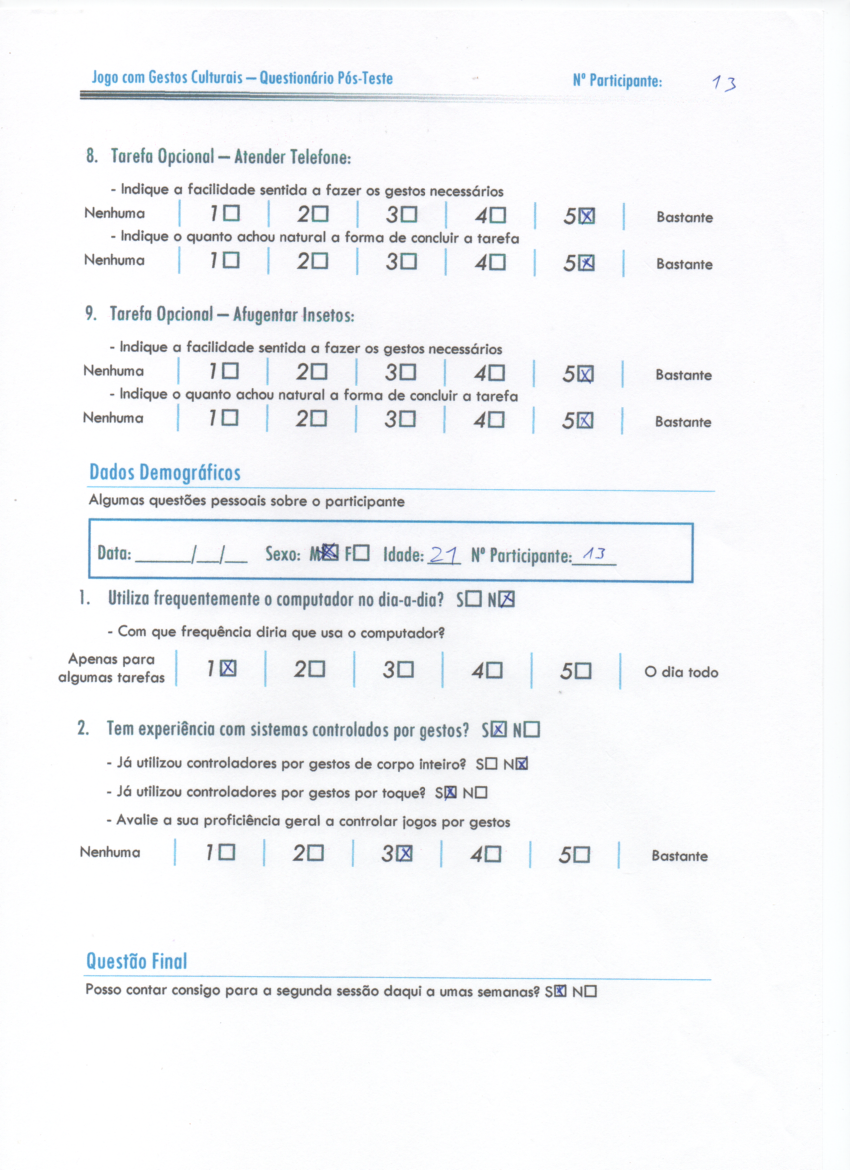 Jogo com Gestos Culturais – Questionário Pós-Teste Nº Participante: 13
8. Tarefa Opcional – Atender Telefone:
- Indique a facilidade sentida a fazer os gestos necessários
Nenhuma | 1☐ | 2☐ | 3☐ | 4☐ | 5☒ | Bastante
- Indique o quanto achou natural a forma de concluir a tarefa
Nenhuma | 1☐ | 2☐ | 3☐ | 4☐ | 5☒ | Bastante
9. Tarefa Opcional – Afugentar Insetos:
- Indique a facilidade sentida a fazer os gestos necessários
Nenhuma | 1☐ | 2☐ | 3☐ | 4☐ | 5☒ | Bastante
- Indique o quanto achou natural a forma de concluir a tarefa
Nenhuma | 1☐ | 2☐ | 3☐ | 4☐ | 5☒ | Bastante
Dados Demográficos
Algumas questões pessoais sobre o participante
Data: ______/__/__ Sexo: M☒ F☐ Idade: 21 Nº Participante: 13
1. Utiliza frequentemente o computador no dia-a-dia? S☐ N☒
- Com que frequência diria que usa o computador?
Apenas para algumas tarefas | 1☒ | 2☐ | 3☐ | 4☐ | 5☐ | O dia todo
2. Tem experiência com sistemas controlados por gestos? S☒ N☐
- Já utilizou controladores por gestos de corpo inteiro? S☐ N☒
- Já utilizou controladores por gestos por toque? S☒ N☐
- Avalie a sua proficiência geral a controlar jogos por gestos
Nenhuma | 1☐ | 2☐ | 3☒ | 4☐ | 5☐ | Bastante
Questão Final
Posso contar consigo para a segunda sessão daqui a umas semanas? S☒ N☐